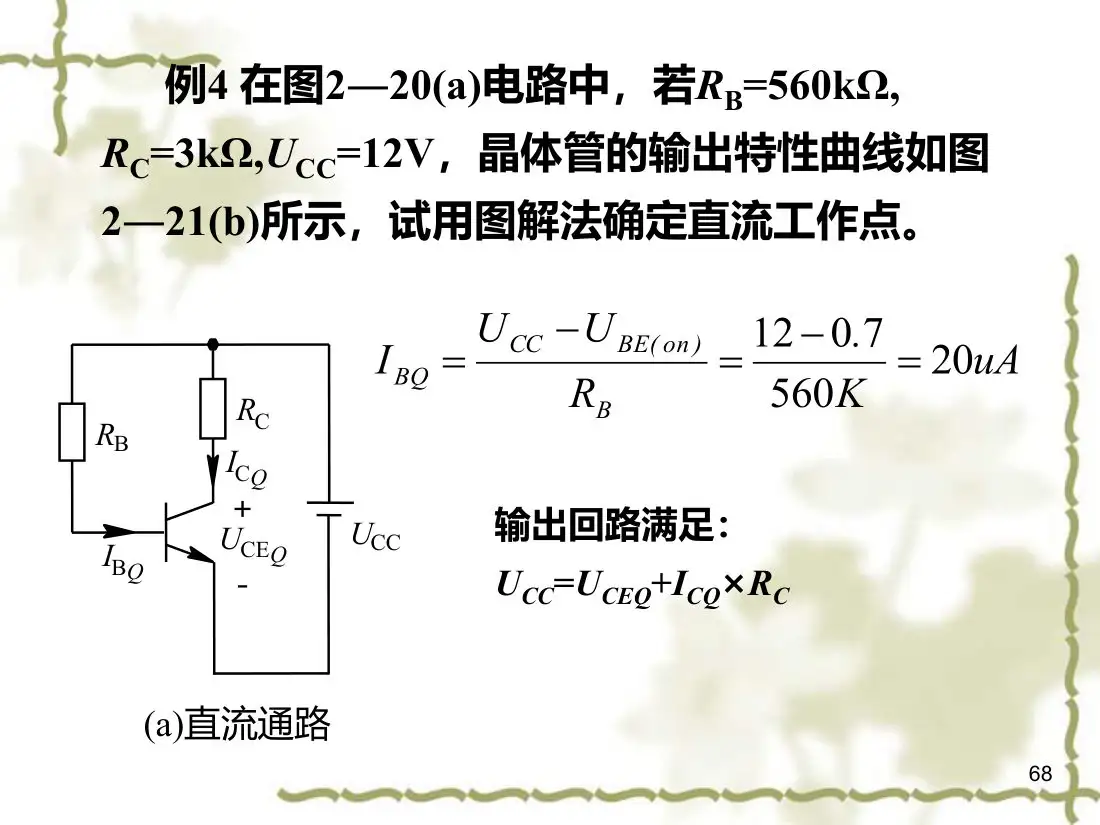 例4 在图2—20(a)电路中，若RB=560kΩ,
RC=3kΩ,UCC=12V，晶体管的输出特性曲线如图
2—21(b)所示，试用图解法确定直流工作点。
IBQ = (UCC − UBE(on)) / RB = (12 − 0.7) / 560K = 20uA
RB
RC
ICQ
+
UCEQ
-
IBQ
UCC
输出回路满足：
UCC=UCEQ+ICQ×RC
(a)直流通路
68